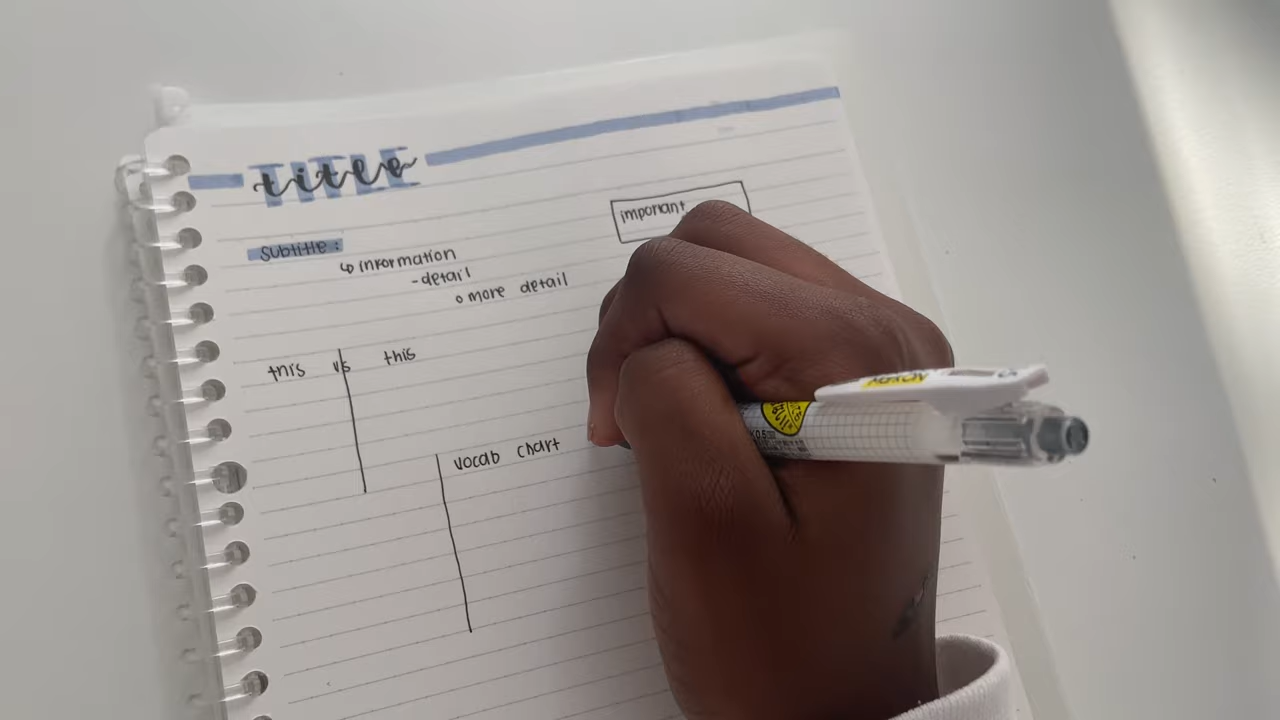 TITLE
title
important
subtitle:
↳ information
- detail
o more detail
this vs this
vocab chart